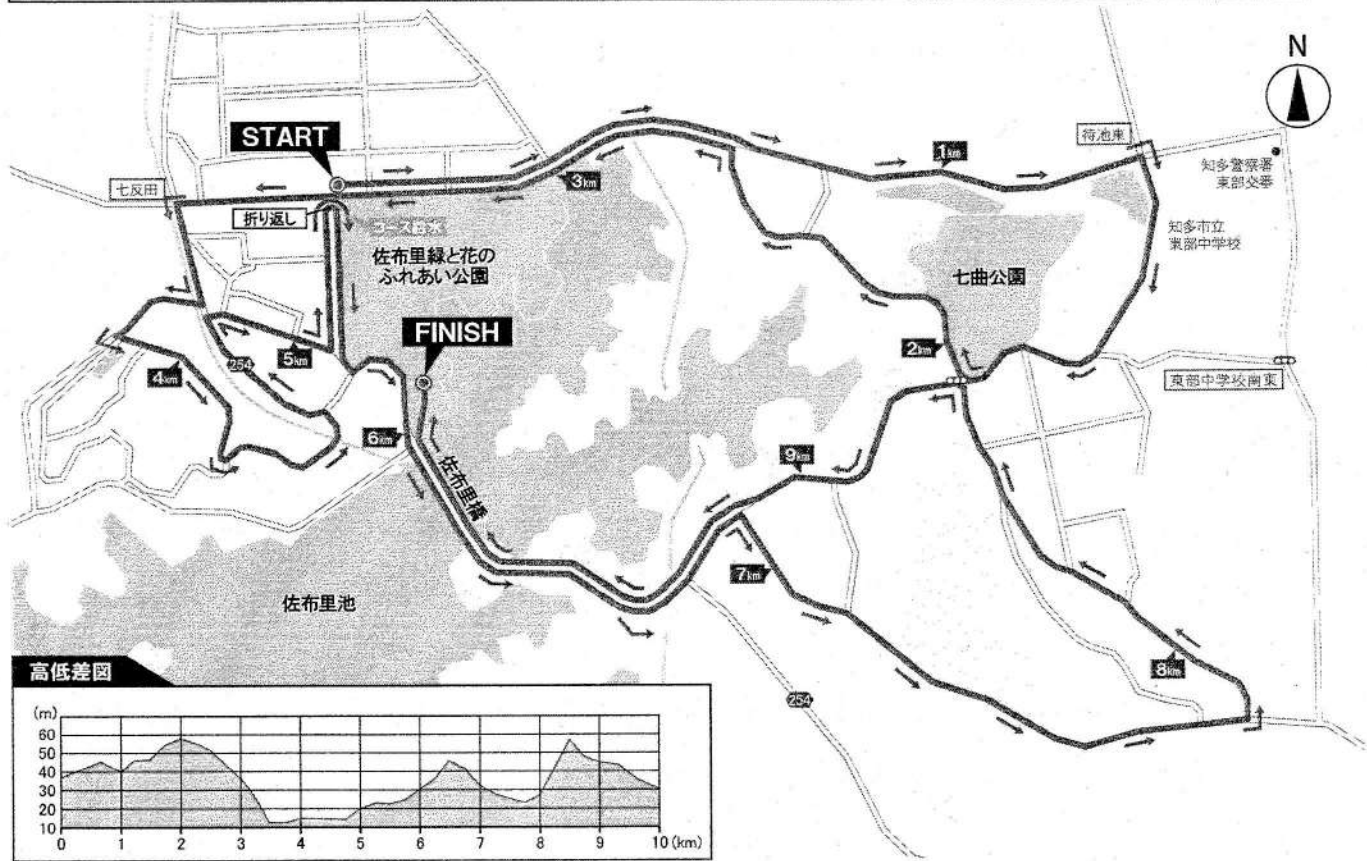 N
START
待池東
1km
知多警察署
東部交番
七反田
3km
折り返し
コース給水
知多市立
東部中学校
佐布里緑と花の
ふれあい公園
七曲公園
FINISH
5km
2km
254
4km
東部中学校南東
6km
佐布里橋
9km
7km
佐布里池
8km
254
高低差図
(m)
60
50
40
30
20
10
0 1 2 3 4 5 6 7 8 9 10 (km)